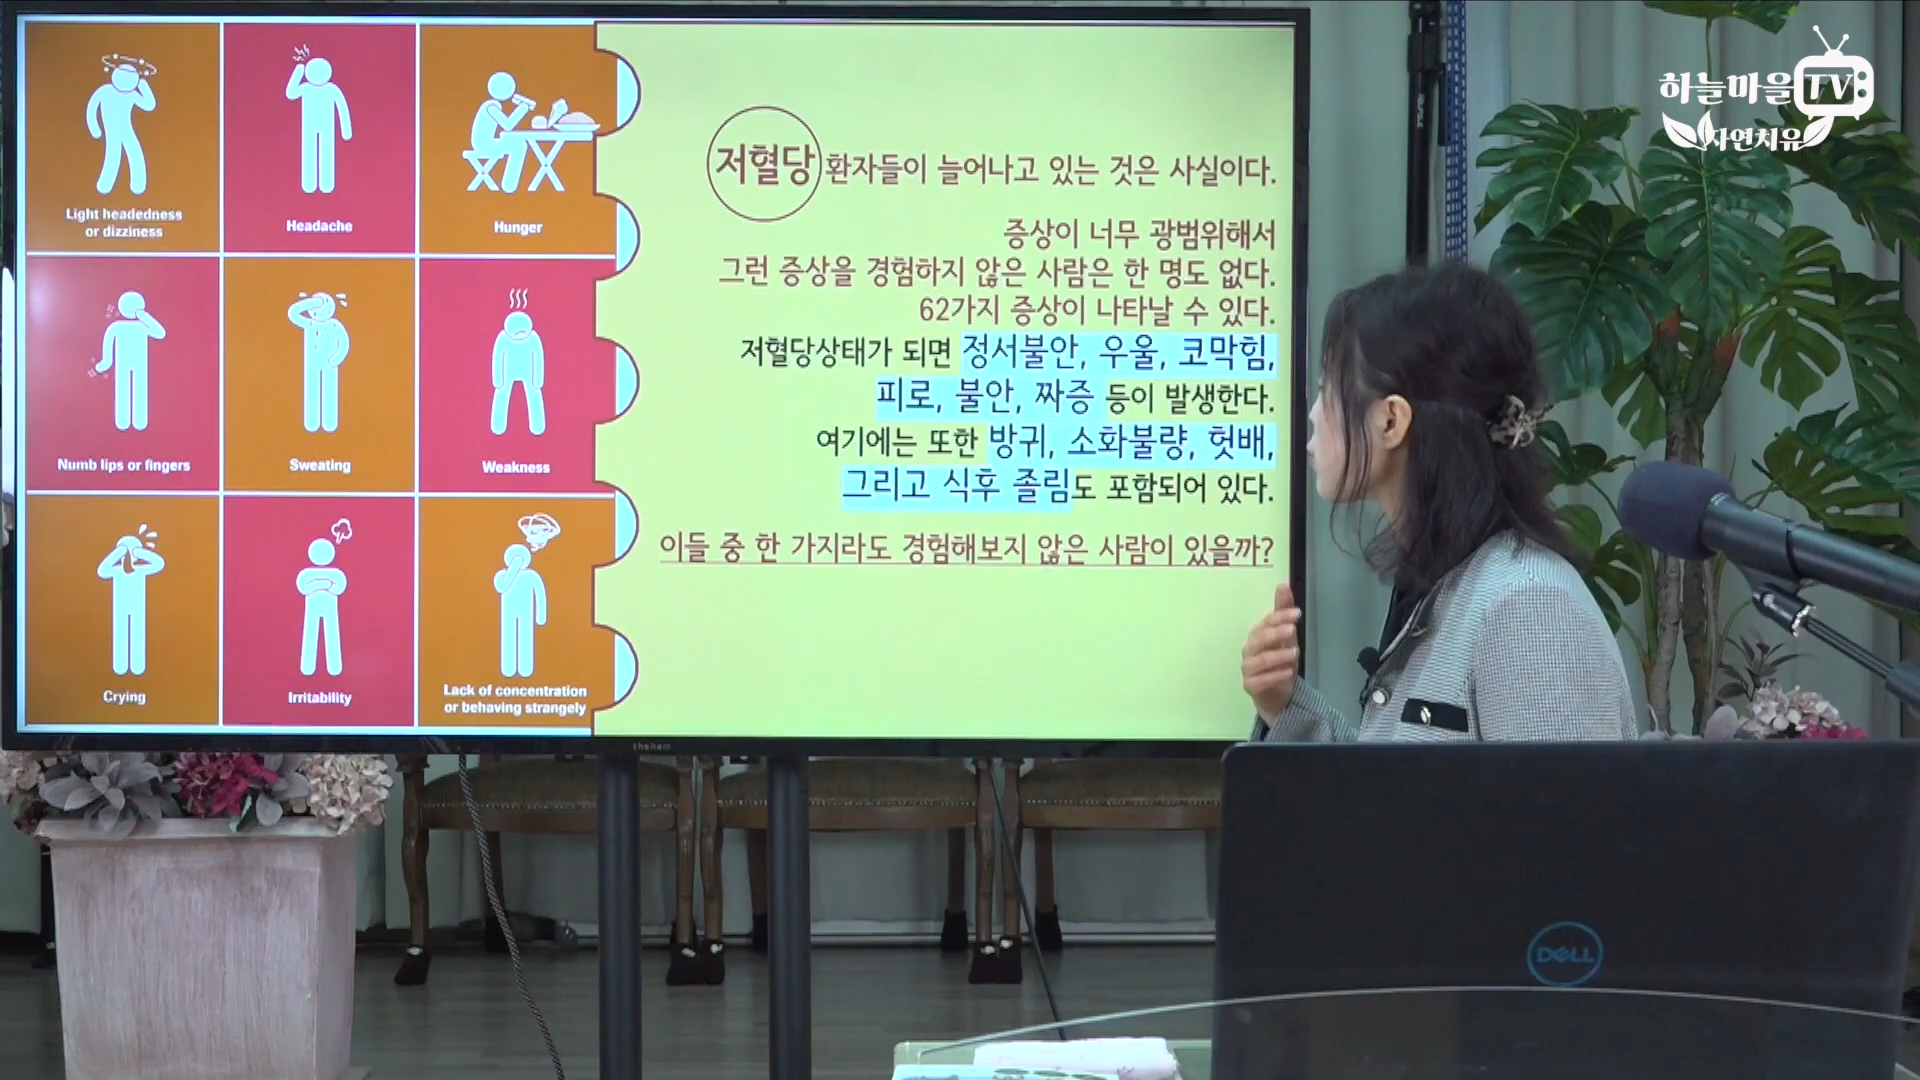 Light headedness
or dizziness
Headache
Hunger
Numb lips or fingers
Sweating
Weakness
Crying
Irritability
Lack of concentration
or behaving strangely
저혈당 환자들이 늘어나고 있는 것은 사실이다.
증상이 너무 광범위해서
그런 증상을 경험하지 않은 사람은 한 명도 없다.
62가지 증상이 나타날 수 있다.
저혈당상태가 되면 정서불안, 우울, 코막힘,
피로, 불안, 짜증 등이 발생한다.
여기에는 또한 방귀, 소화불량, 헛배,
그리고 식후 졸림도 포함되어 있다.
이들 중 한 가지라도 경험해보지 않은 사람이 있을까?
하늘마을 TV
자연치유
DELL